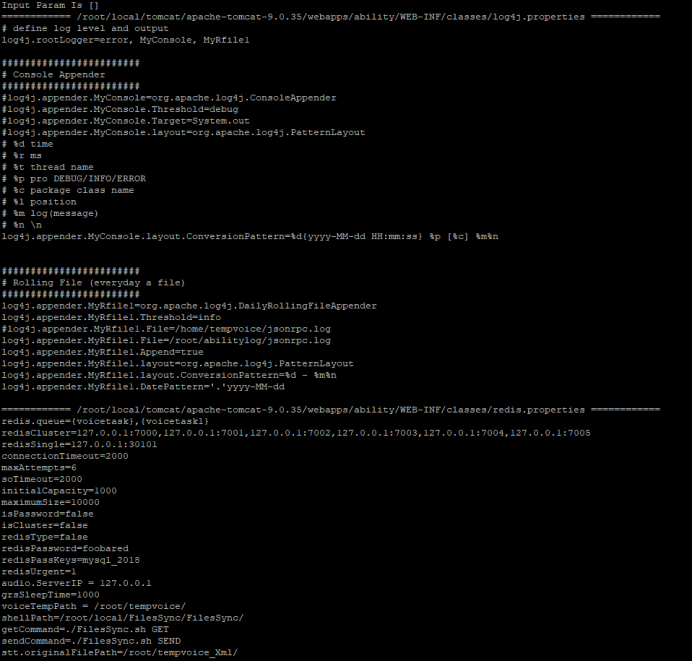 Input Param Is []
============ /root/local/tomcat/apache-tomcat-9.0.35/webapps/ability/WEB-INF/classes/log4j.properties ============
# define log level and output
log4j.rootLogger=error, MyConsole, MyRfile1
########################
# Console Appender
########################
#log4j.appender.MyConsole=org.apache.log4j.ConsoleAppender
#log4j.appender.MyConsole.Threshold=debug
#log4j.appender.MyConsole.Target=System.out
#log4j.appender.MyConsole.layout=org.apache.log4j.PatternLayout
# %d time
# %r ms
# %t thread name
# %p pro DEBUG/INFO/ERROR
# %c package class name
# %l position
# %m log(message)
# %n \n
log4j.appender.MyConsole.layout.ConversionPattern=%d{yyyy-MM-dd HH:mm:ss} %p [%c] %m%n
########################
# Rolling File (everyday a file)
########################
log4j.appender.MyRfile1=org.apache.log4j.DailyRollingFileAppender
log4j.appender.MyRfile1.Threshold=info
#log4j.appender.MyRfile1.File=/home/tempvoice/jsonrpc.log
log4j.appender.MyRfile1.File=/root/abilitylog/jsonrpc.log
log4j.appender.MyRfile1.Append=true
log4j.appender.MyRfile1.layout=org.apache.log4j.PatternLayout
log4j.appender.MyRfile1.layout.ConversionPattern=%d - %m%n
log4j.appender.MyRfile1.DatePattern='.'yyyy-MM-dd
============ /root/local/tomcat/apache-tomcat-9.0.35/webapps/ability/WEB-INF/classes/redis.properties ============
redis.queue={voicetask},{voicetask1}
redisCluster=127.0.0.1:7000,127.0.0.1:7001,127.0.0.1:7002,127.0.0.1:7003,127.0.0.1:7004,127.0.0.1:7005
redisSingle=127.0.0.1:30101
connectionTimeout=2000
maxAttempts=6
soTimeout=2000
initialCapacity=1000
maximumSize=10000
isPassword=false
isCluster=false
redisType=false
redisPassword=foobared
redisPassKeys=mysql_2018
redisUrgent=1
audio.ServerIP = 127.0.0.1
grsSleepTime=1000
voiceTempPath = /root/tempvoice/
shellPath=/root/local/FilesSync/FilesSync/
getCommand=./FilesSync.sh GET
sendCommand=./FilesSync.sh SEND
stt.originalFilePath=/root/tempvoice_Xml/